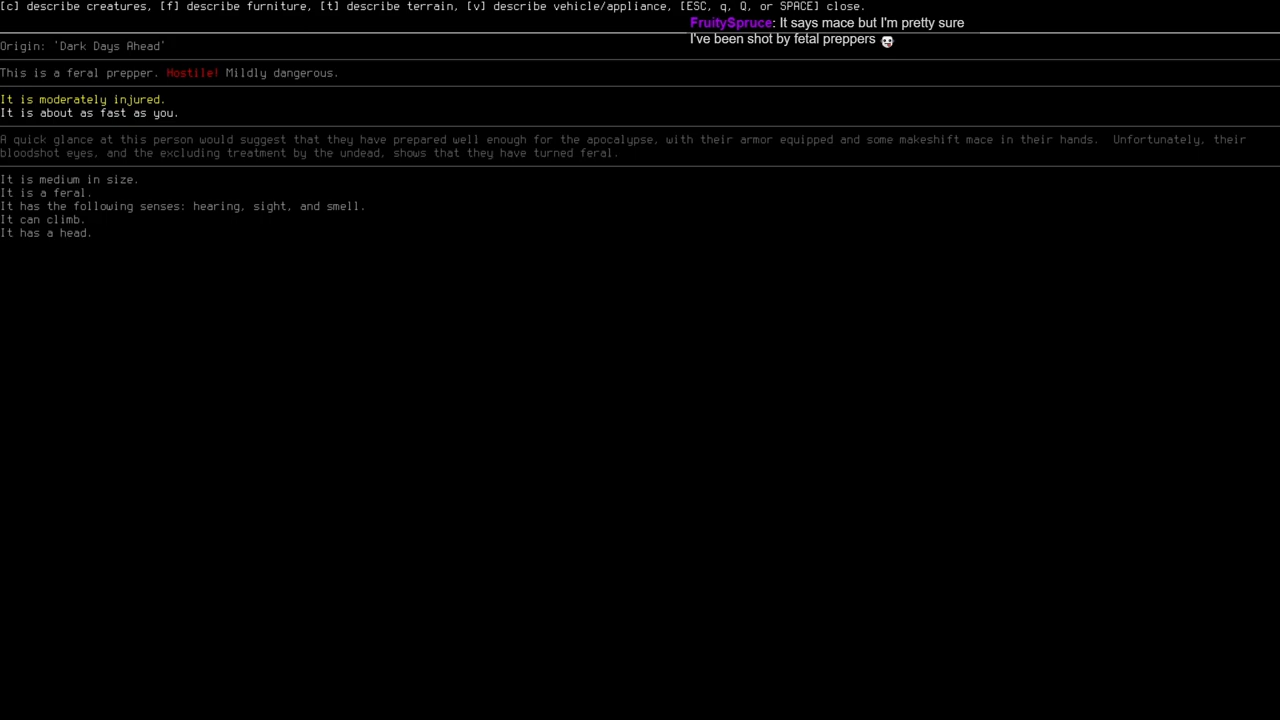 [c] describe creatures, [f] describe furniture, [t] describe terrain, [v] describe vehicle/appliance, [ESC, q, Q, or SPACE] close.
FruitySpruce: It says mace but I'm pretty sure
I've been shot by fetal preppers
Origin: 'Dark Days Ahead'
This is a feral prepper. Hostile! Mildly dangerous.
It is moderately injured.
It is about as fast as you.
A quick glance at this person would suggest that they have prepared well enough for the apocalypse, with their armor equipped and some makeshift mace in their hands.  Unfortunately, their
bloodshot eyes, and the excluding treatment by the undead, shows that they have turned feral.
It is medium in size.
It is a feral.
It has the following senses: hearing, sight, and smell.
It can climb.
It has a head.